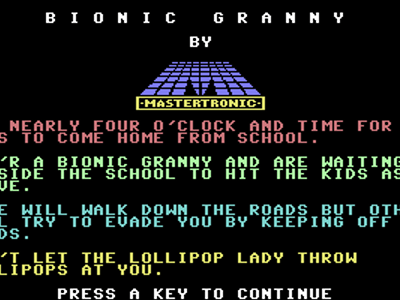 BIONIC GRANNY
BY
-MASTERTRONIC-
NEARLY FOUR O'CLOCK AND TIME FOR
S TO COME HOME FROM SCHOOL.
'R A BIONIC GRANNY AND ARE WAITING
SIDE THE SCHOOL TO HIT THE KIDS AS
VE.
E WILL WALK DOWN THE ROADS BUT OTH
L TRY TO EVADE YOU BY KEEPING OFF
DS.
'T LET THE LOLLIPOP LADY THROW
LIPOPS AT YOU.
PRESS A KEY TO CONTINUE